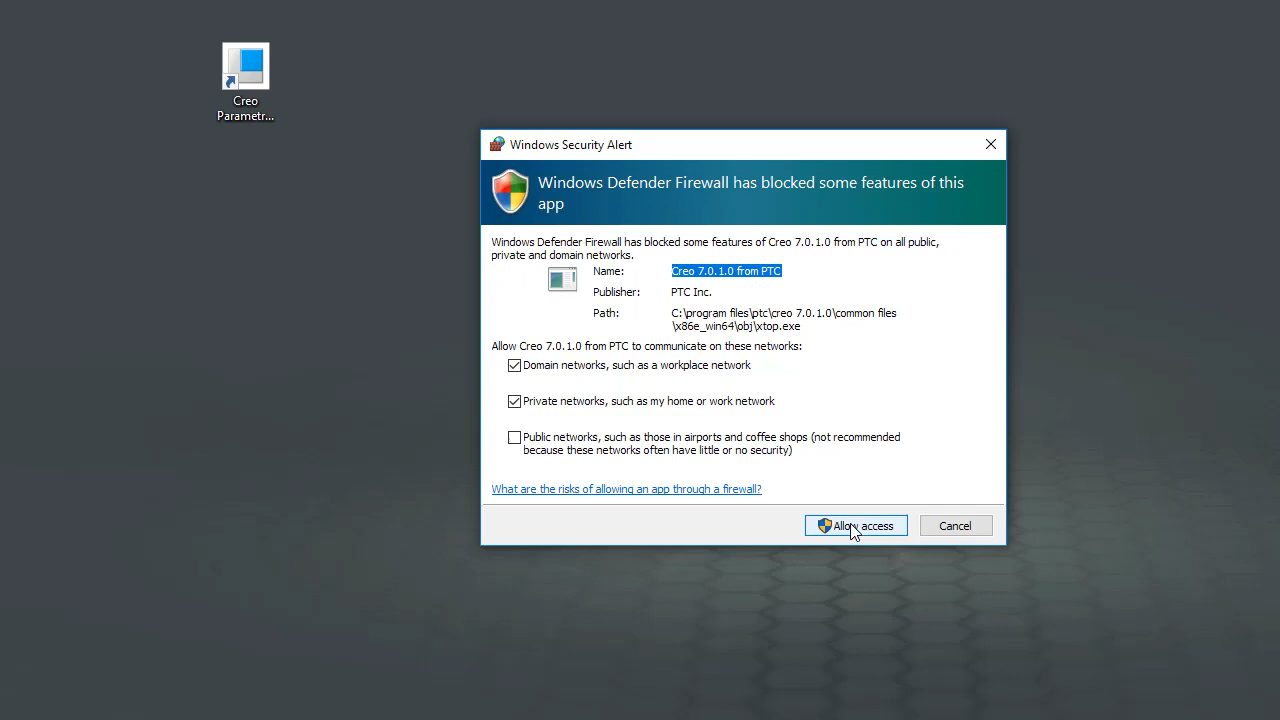 Creo
Parametr...
Windows Security Alert
Windows Defender Firewall has blocked some features of this
app
Windows Defender Firewall has blocked some features of Creo 7.0.1.0 from PTC on all public,
private and domain networks.
Name: Creo 7.0.1.0 from PTC
Publisher: PTC Inc.
Path: C:\program files\ptc\creo 7.0.1.0\common files
\x86e_win64\obj\xtop.exe
Allow Creo 7.0.1.0 from PTC to communicate on these networks:
Domain networks, such as a workplace network
Private networks, such as my home or work network
Public networks, such as those in airports and coffee shops (not recommended
because these networks often have little or no security)
What are the risks of allowing an app through a firewall?
Allow access Cancel